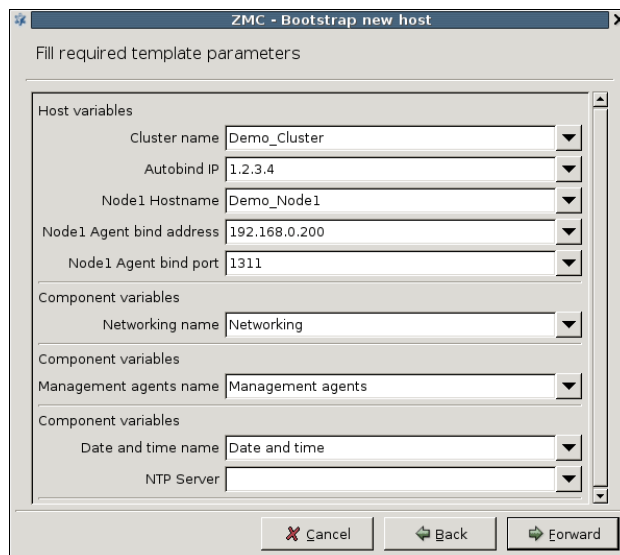 ZMC - Bootstrap new host
Fill required template parameters
Host variables
Cluster name Demo_Cluster
Autobind IP 1.2.3.4
Node1 Hostname Demo_Node1
Node1 Agent bind address 192.168.0.200
Node1 Agent bind port 1311
Component variables
Networking name Networking
Component variables
Management agents name Management agents
Component variables
Date and time name Date and time
NTP Server
Cancel Back Forward